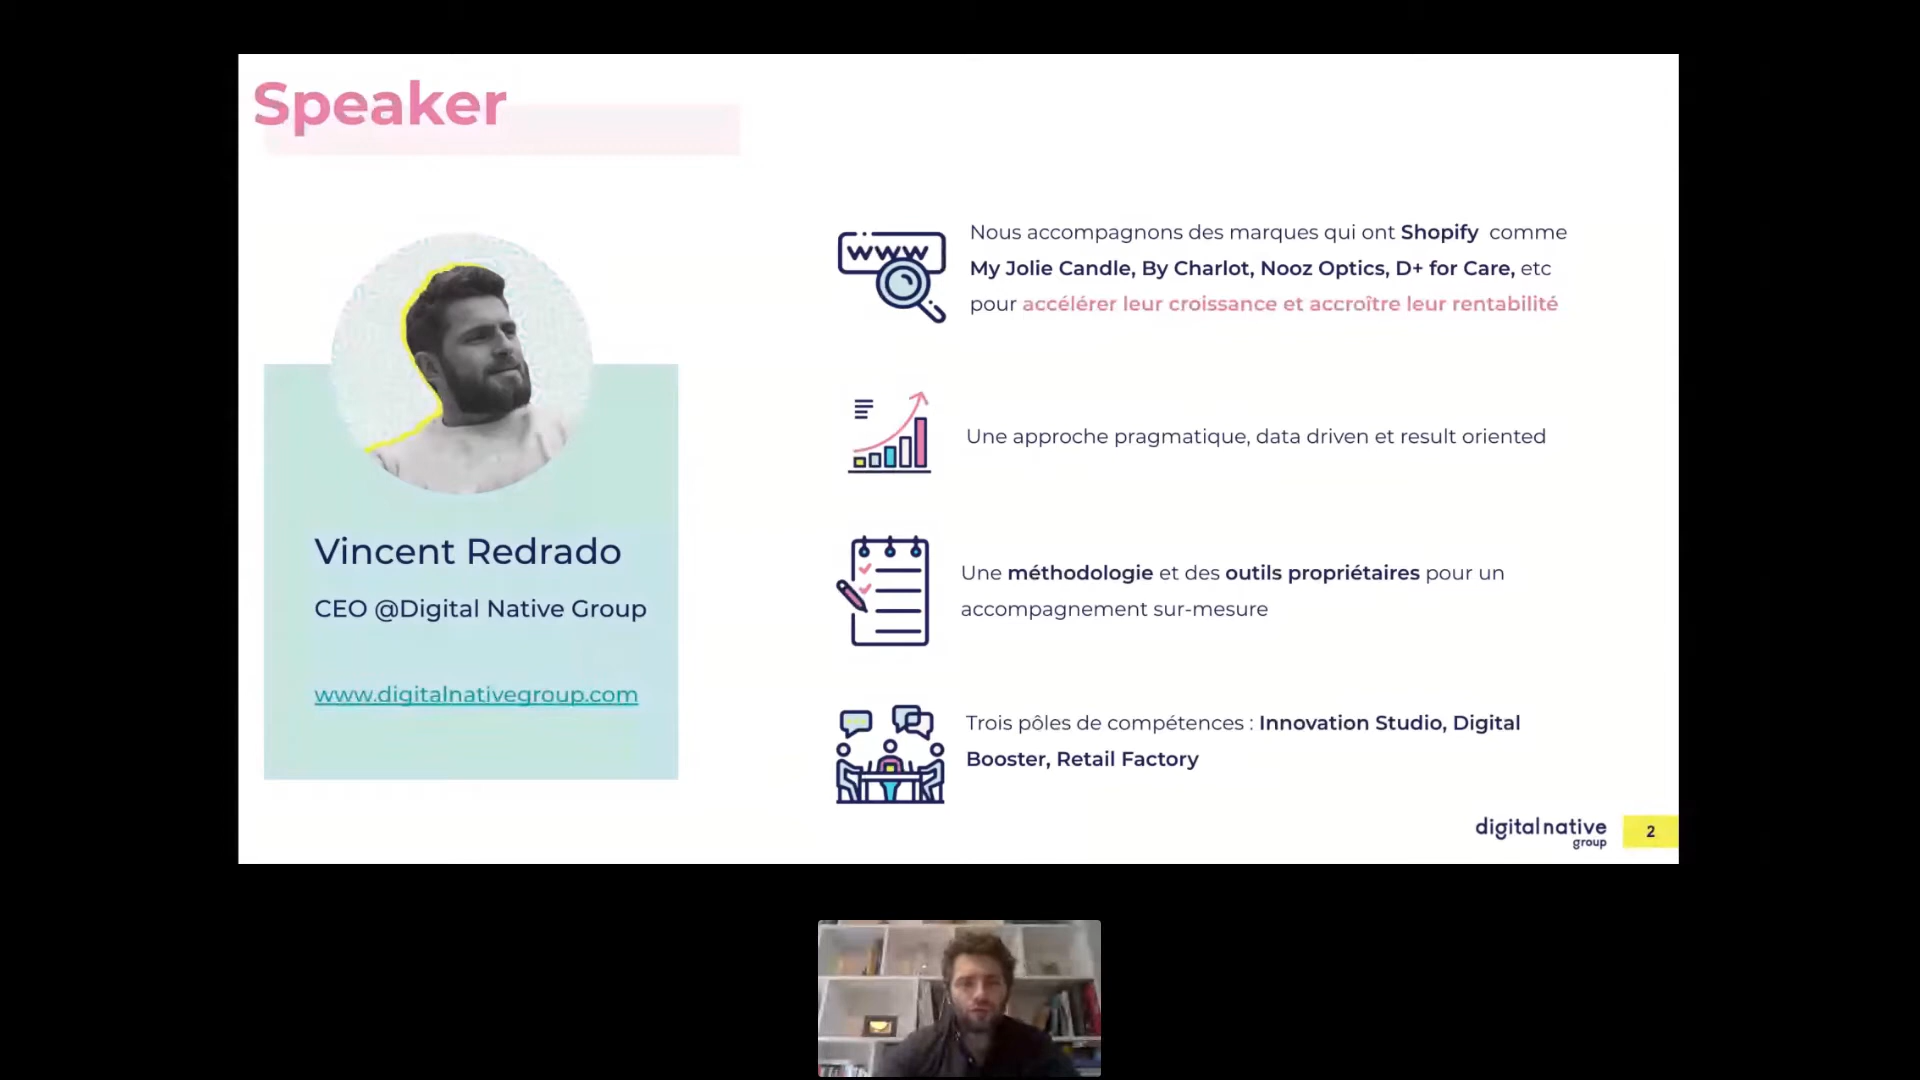 Speaker
Vincent Redrado
CEO @Digital Native Group
www.digitalnativegroup.com
www
Nous accompagnons des marques qui ont Shopify comme
My Jolie Candle, By Charlot, Nooz Optics, D+ for Care, etc
pour accélérer leur croissance et accroître leur rentabilité
Une approche pragmatique, data driven et result oriented
Une méthodologie et des outils propriétaires pour un
accompagnement sur-mesure
Trois pôles de compétences : Innovation Studio, Digital
Booster, Retail Factory
digital native
group
2